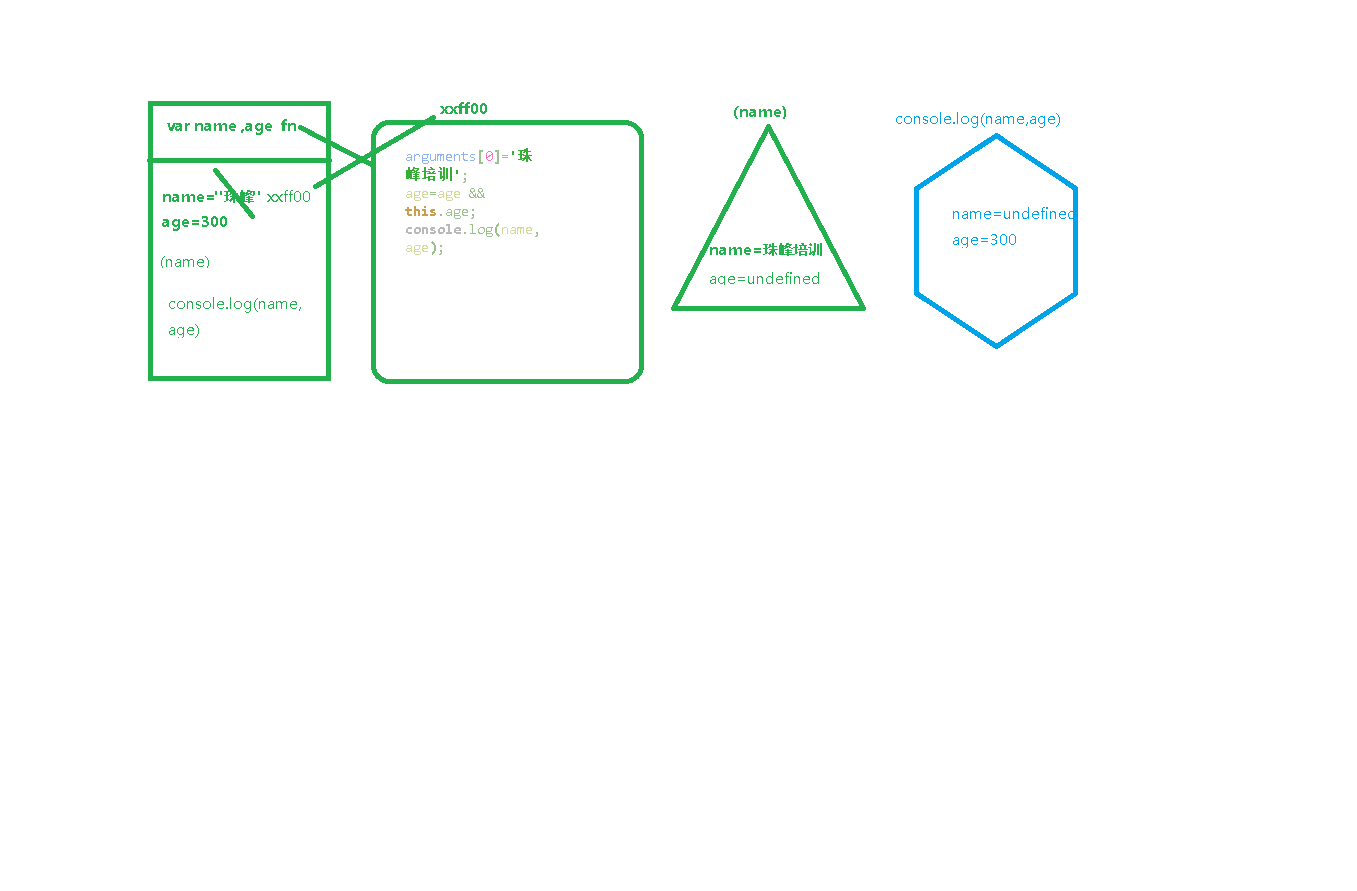 var name ,age fn
name="珠峰" xxff00
age=300
(name)
console.log(name,
age)
xxff00
arguments[0]='珠
峰培训';
age=age &&
this.age;
console.log(name,
age);
(name)
name=珠峰培训
age=undefined
console.log(name,age)
name=undefined
age=300